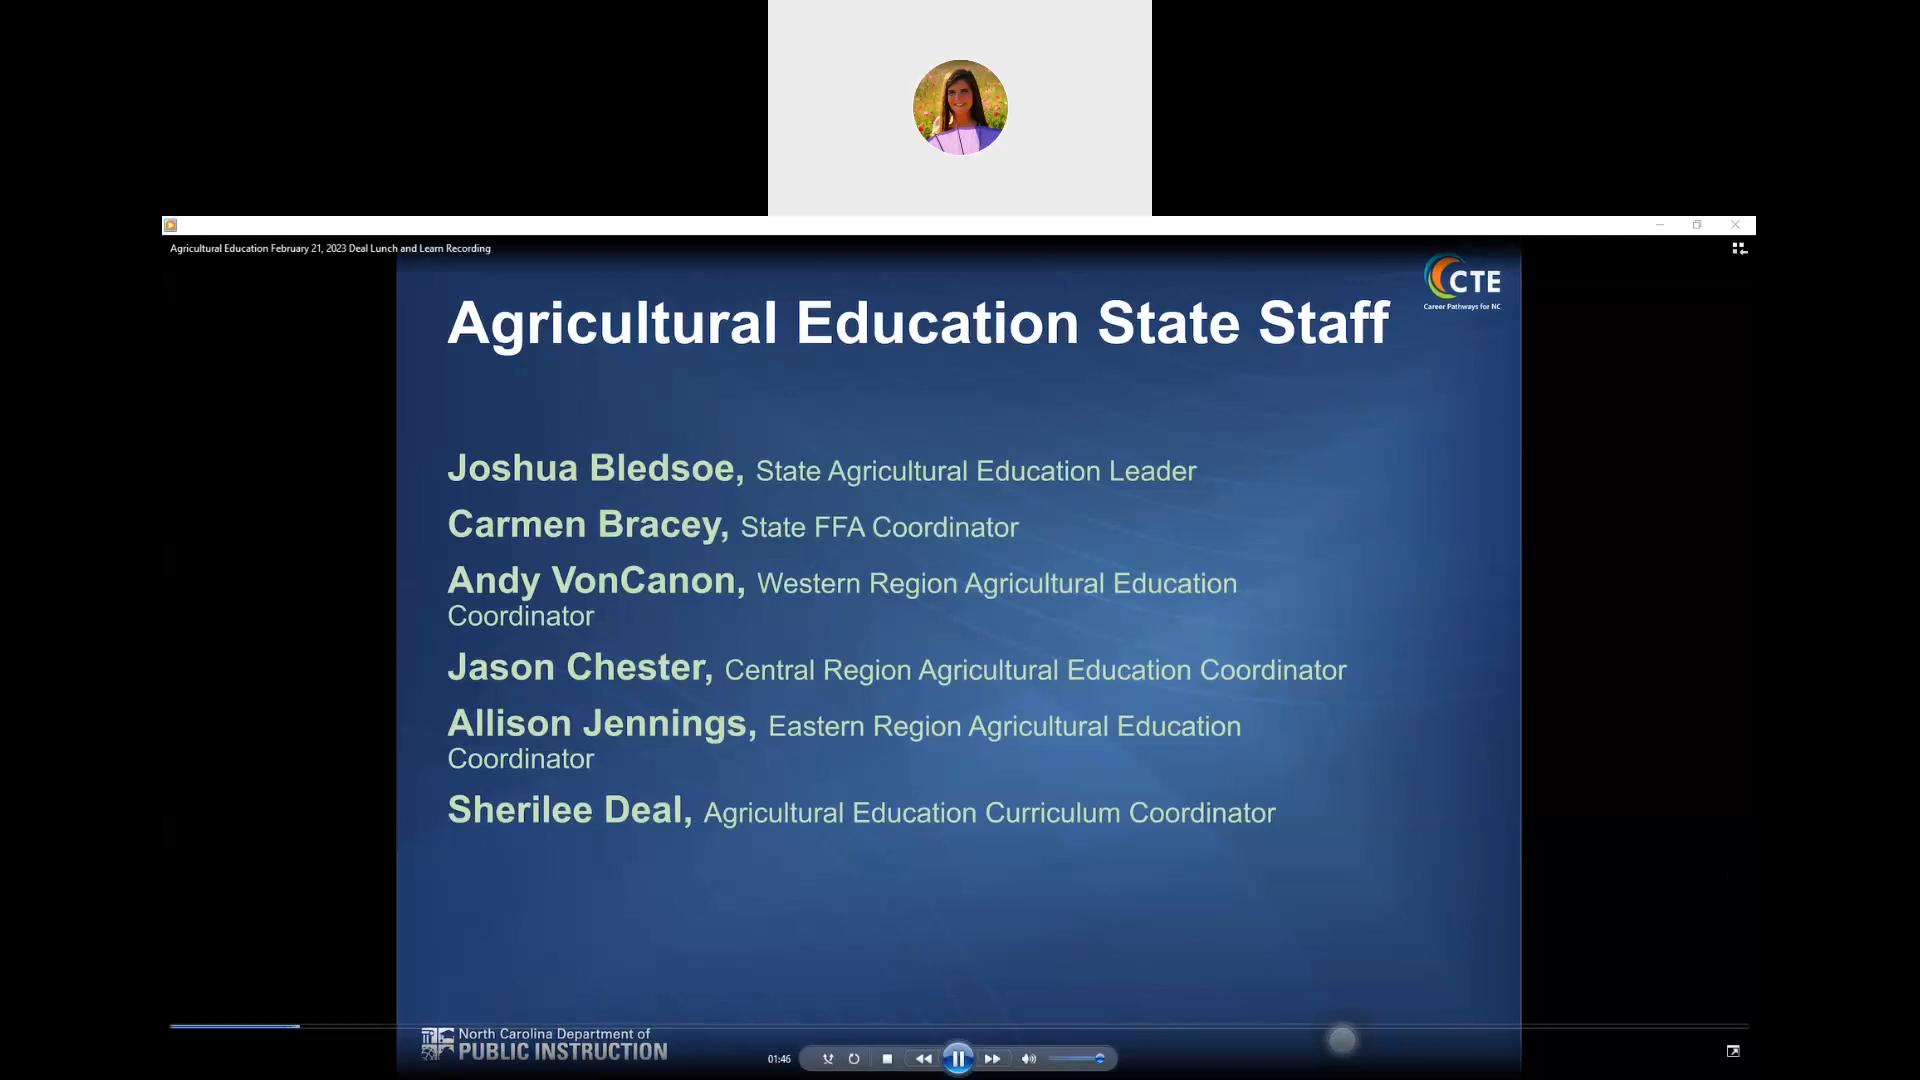 Agricultural Education February 21, 2023 Deal Lunch and Learn Recording
CTE
Career Pathways for NC
Agricultural Education State Staff
Joshua Bledsoe, State Agricultural Education Leader
Carmen Bracey, State FFA Coordinator
Andy VonCanon, Western Region Agricultural Education
Coordinator
Jason Chester, Central Region Agricultural Education Coordinator
Allison Jennings, Eastern Region Agricultural Education
Coordinator
Sherilee Deal, Agricultural Education Curriculum Coordinator
North Carolina Department of
PUBLIC INSTRUCTION
01:46